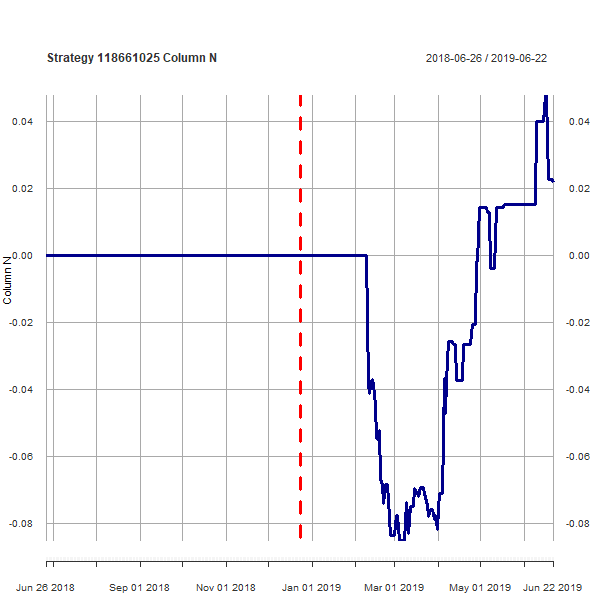 Strategy 118661025 Column N
2018-06-26 / 2019-06-22
0.04
0.04
0.02
0.02
0.00
0.00
Column N
-0.02
-0.02
-0.04
-0.04
-0.06
-0.06
-0.08
-0.08
Jun 26 2018
Sep 01 2018
Nov 01 2018
Jan 01 2019
Mar 01 2019
May 01 2019
Jun 22 2019